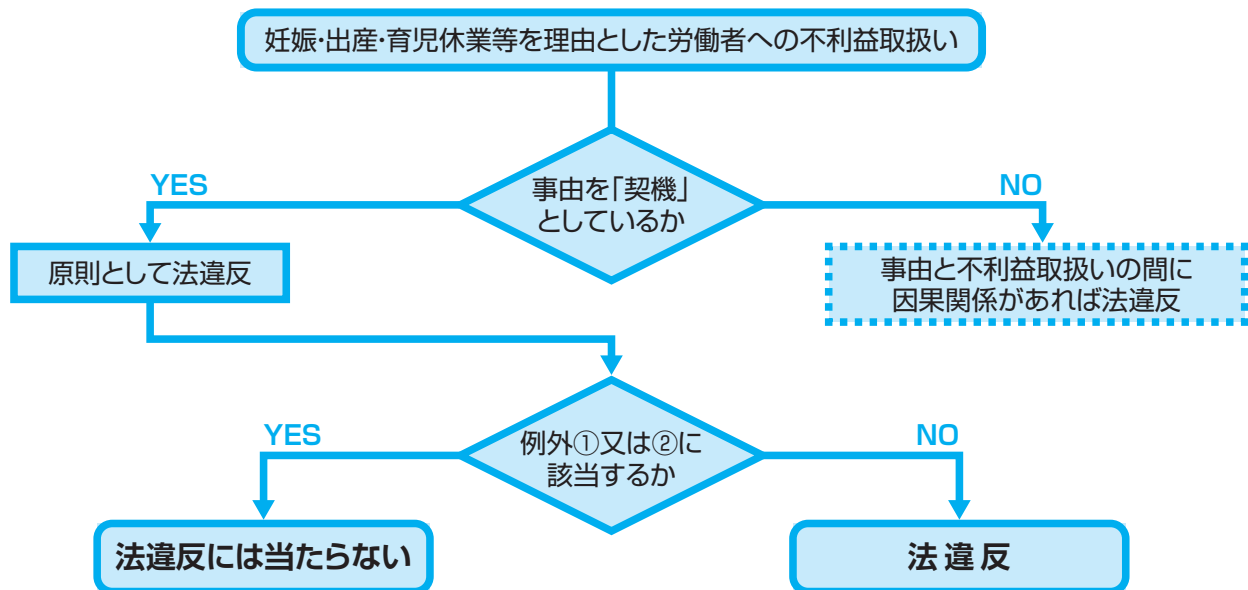 妊娠・出産・育児休業等を理由とした労働者への不利益取扱い
事由を「契機」
としているか
YES
NO
原則として法違反
事由と不利益取扱いの間に
因果関係があれば法違反
例外①又は②に
該当するか
YES
NO
法違反には当たらない
法違反